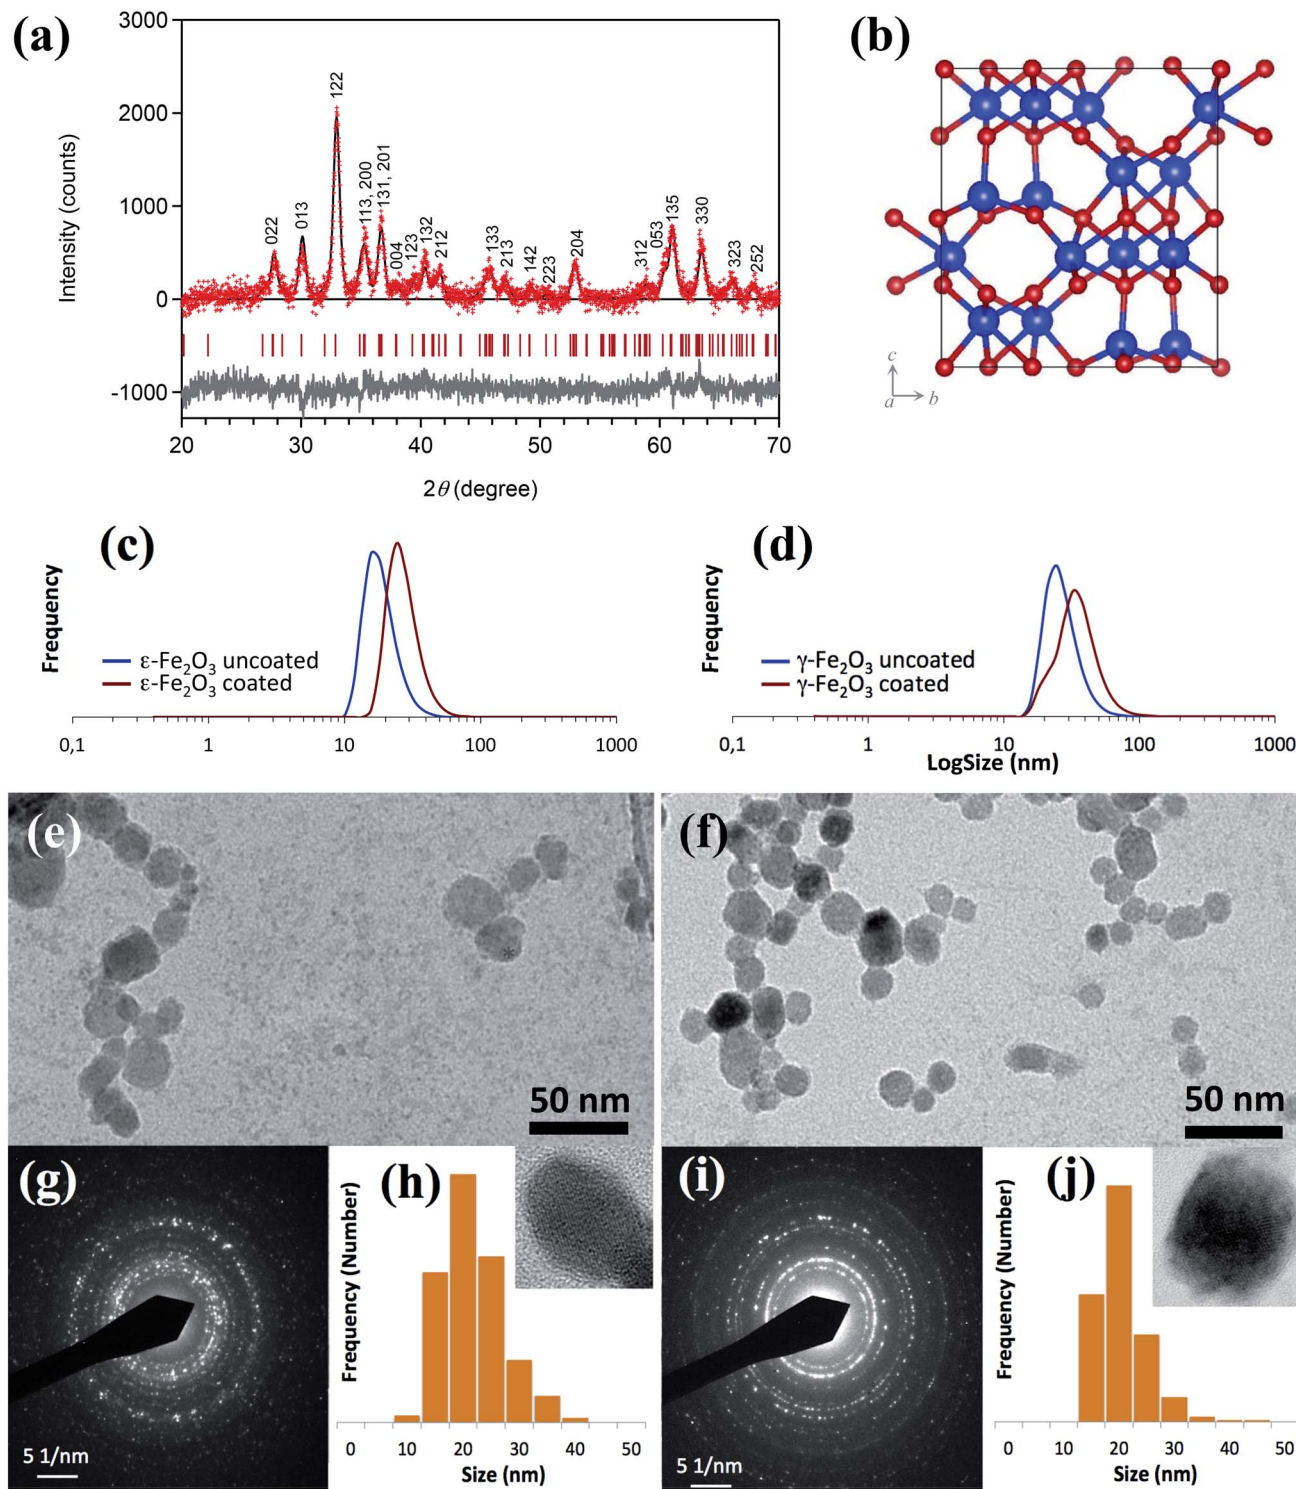 (a)
3000
2000
1000
0
-1000
Intensity (counts)
022
013
122
113, 200
131, 201
004
123
132
212
133
213
142
223
204
312
053
135
330
323
252
20
30
40
50
60
70
2θ (degree)
(b)
c
a
b
(c)
Frequency
ε-Fe₂O₃ uncoated
ε-Fe₂O₃ coated
0,1
1
10
100
1000
(d)
Frequency
γ-Fe₂O₃ uncoated
γ-Fe₂O₃ coated
0,1
1
10
100
1000
LogSize (nm)
(e)
50 nm
(f)
50 nm
(g)
5 1/nm
(h)
Frequency (Number)
0
10
20
30
40
50
Size (nm)
(i)
5 1/nm
(j)
Frequency (Number)
0
10
20
30
40
50
Size (nm)